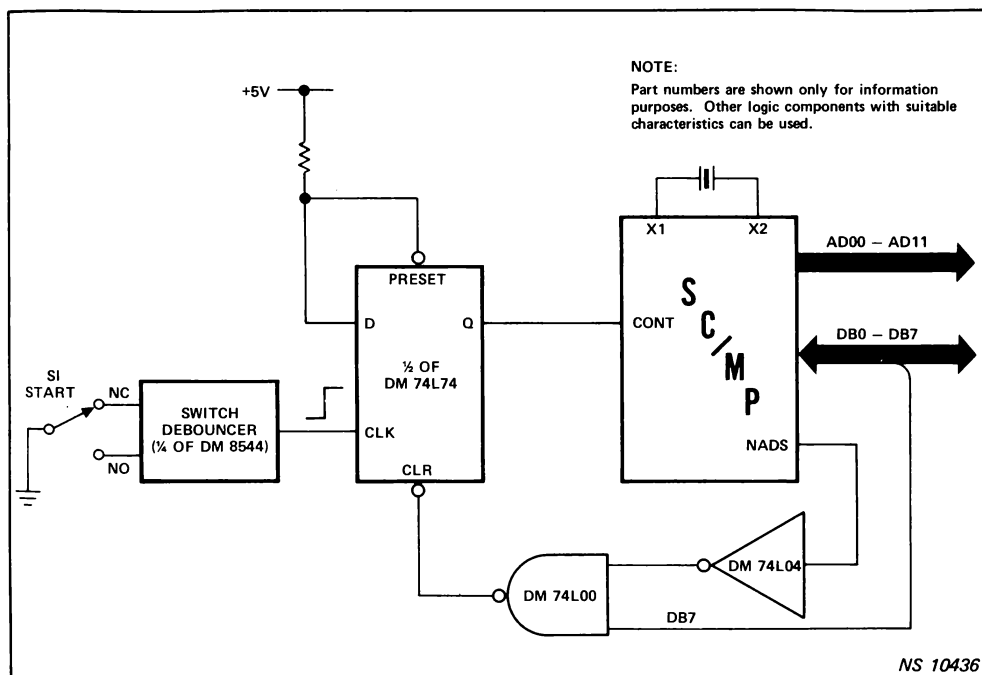 NOTE:
Part numbers are shown only for information
purposes. Other logic components with suitable
characteristics can be used.
+5V
X1
X2
PRESET
D
Q
½ OF
DM 74L74
CLK
CLR
CONT
SC/MP
NADS
AD00 – AD11
DB0 – DB7
SI
START
NC
NO
SWITCH
DEBOUNCER
(¼ OF DM 8544)
DM 74L00
DM 74L04
DB7
NS 10436